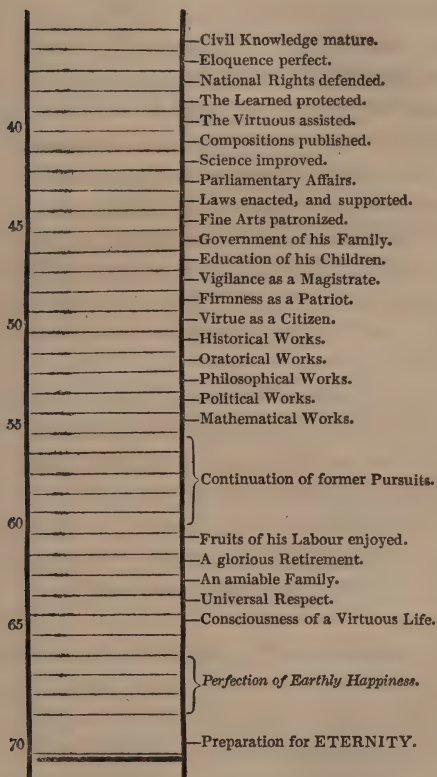 Civil Knowledge mature.
Eloquence perfect.
National Rights defended.
The Learned protected.
40
The Virtuous assisted.
Compositions published.
Science improved.
Parliamentary Affairs.
Laws enacted, and supported.
Fine Arts patronized.
45
Government of his Family.
Education of his Children.
Vigilance as a Magistrate.
Firmness as a Patriot.
50
Virtue as a Citizen.
Historical Works.
Oratorical Works.
Philosophical Works.
Political Works.
55
Mathematical Works.
Continuation of former Pursuits.
60
Fruits of his Labour enjoyed.
A glorious Retirement.
An amiable Family.
Universal Respect.
65
Consciousness of a Virtuous Life.
Perfection of Earthly Happiness.
70
Preparation for ETERNITY.